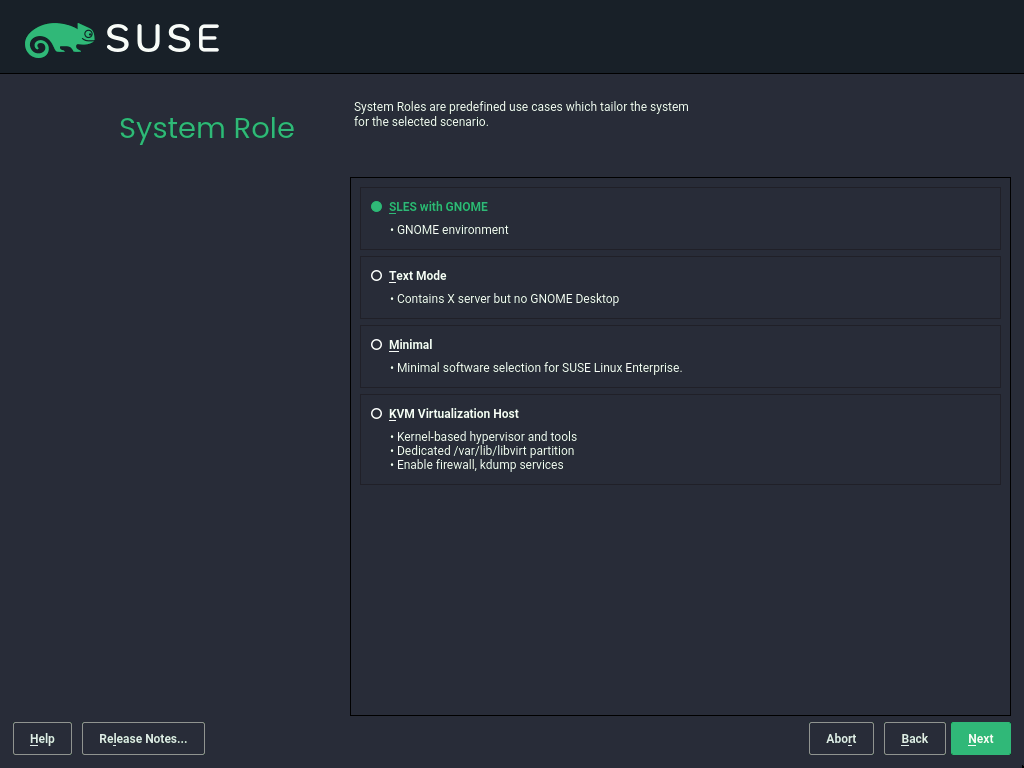 SUSE
System Role
System Roles are predefined use cases which tailor the system
for the selected scenario.
SLES with GNOME
• GNOME environment
Text Mode
• Contains X server but no GNOME Desktop
Minimal
• Minimal software selection for SUSE Linux Enterprise.
KVM Virtualization Host
• Kernel-based hypervisor and tools
• Dedicated /var/lib/libvirt partition
• Enable firewall, kdump services
Help
Release Notes...
Abort
Back
Next